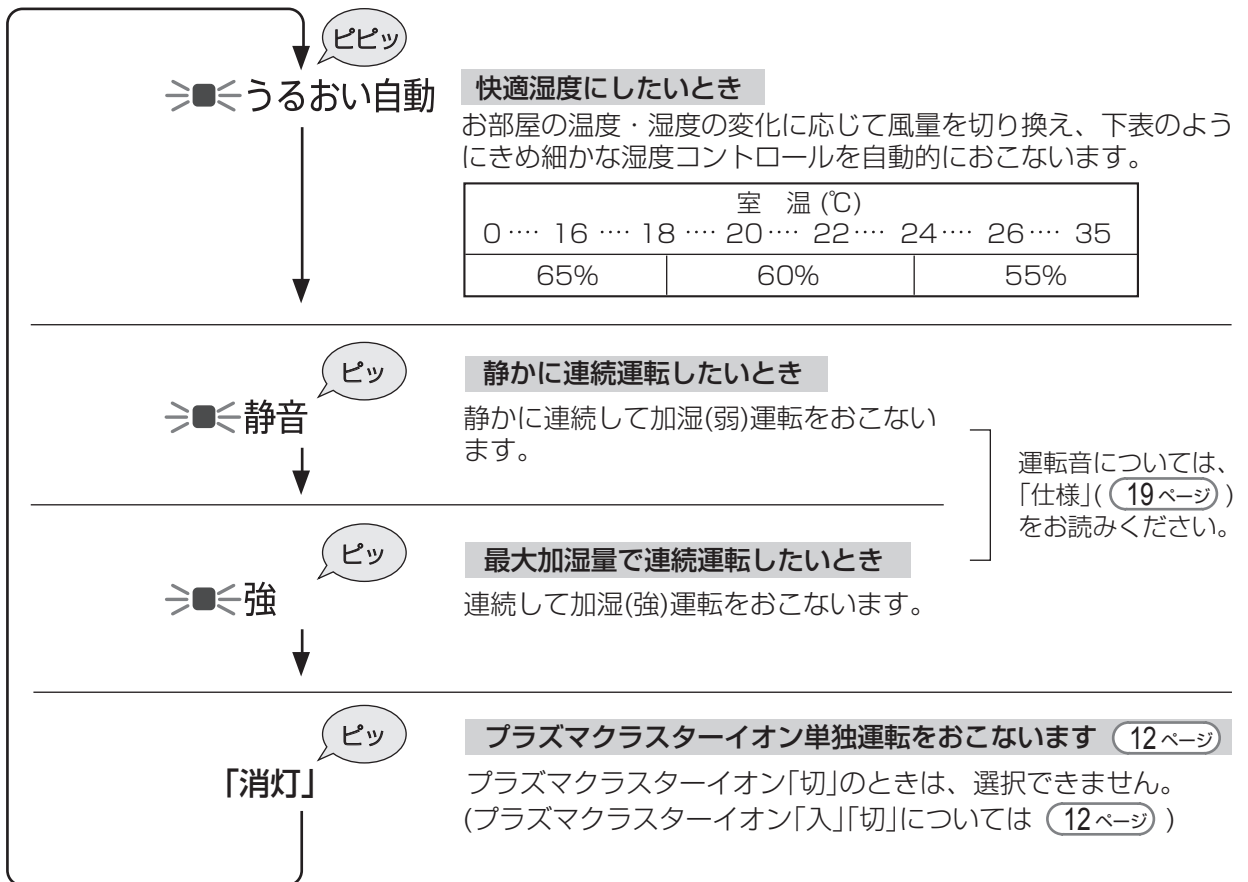 ピピッ
うるおい自動
快適湿度にしたいとき
お部屋の温度・湿度の変化に応じて風量を切り換え、下表のよう
にきめ細かな湿度コントロールを自動的におこないます。
室　温 (℃)
0 ···· 16 ···· 18 ···· 20 ···· 22 ···· 24 ···· 26 ···· 35
65% 60% 55%
ピッ
静音
静かに連続運転したいとき
静かに連続して加湿(弱)運転をおこない
ます。
運転音については、
「仕様」( 19ページ )
をお読みください。
ピッ
強
最大加湿量で連続運転したいとき
連続して加湿(強)運転をおこないます。
ピッ
「消灯」
プラズマクラスターイオン単独運転をおこないます 12ページ
プラズマクラスターイオン「切」のときは、選択できません。
(プラズマクラスターイオン「入」「切」については 12ページ )